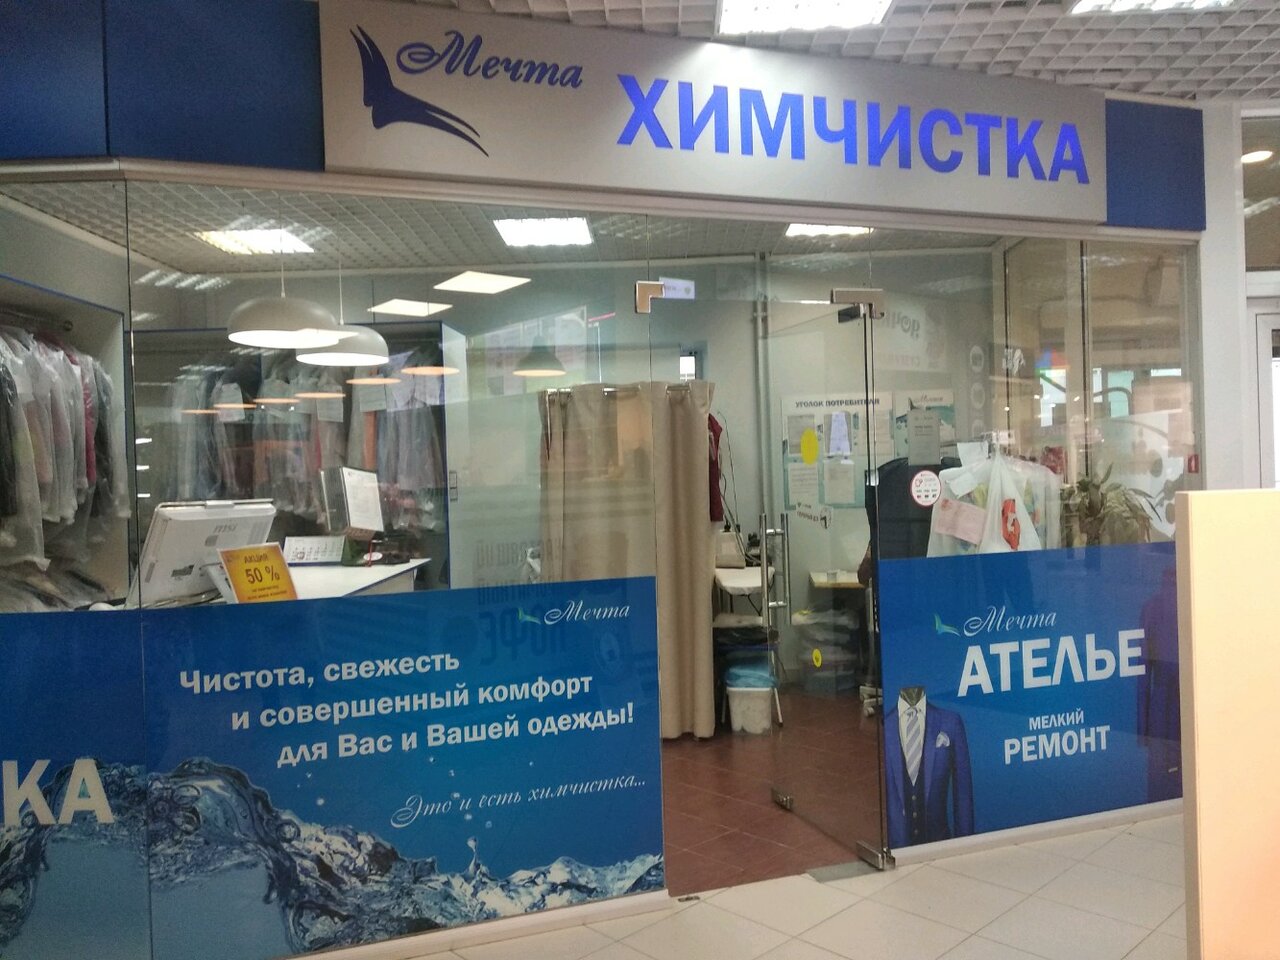 Мечта
ХИМЧИСТКА
УГОЛОК ПОТРЕБИТЕЛЯ
msi
АКЦИЯ
50 %
Мечта
Чистота, свежесть
и совершенный комфорт
для Вас и Вашей одежды!
Это и есть химчистка...
КА
Мечта
АТЕЛЬЕ
МЕЛКИЙ
РЕМОНТ